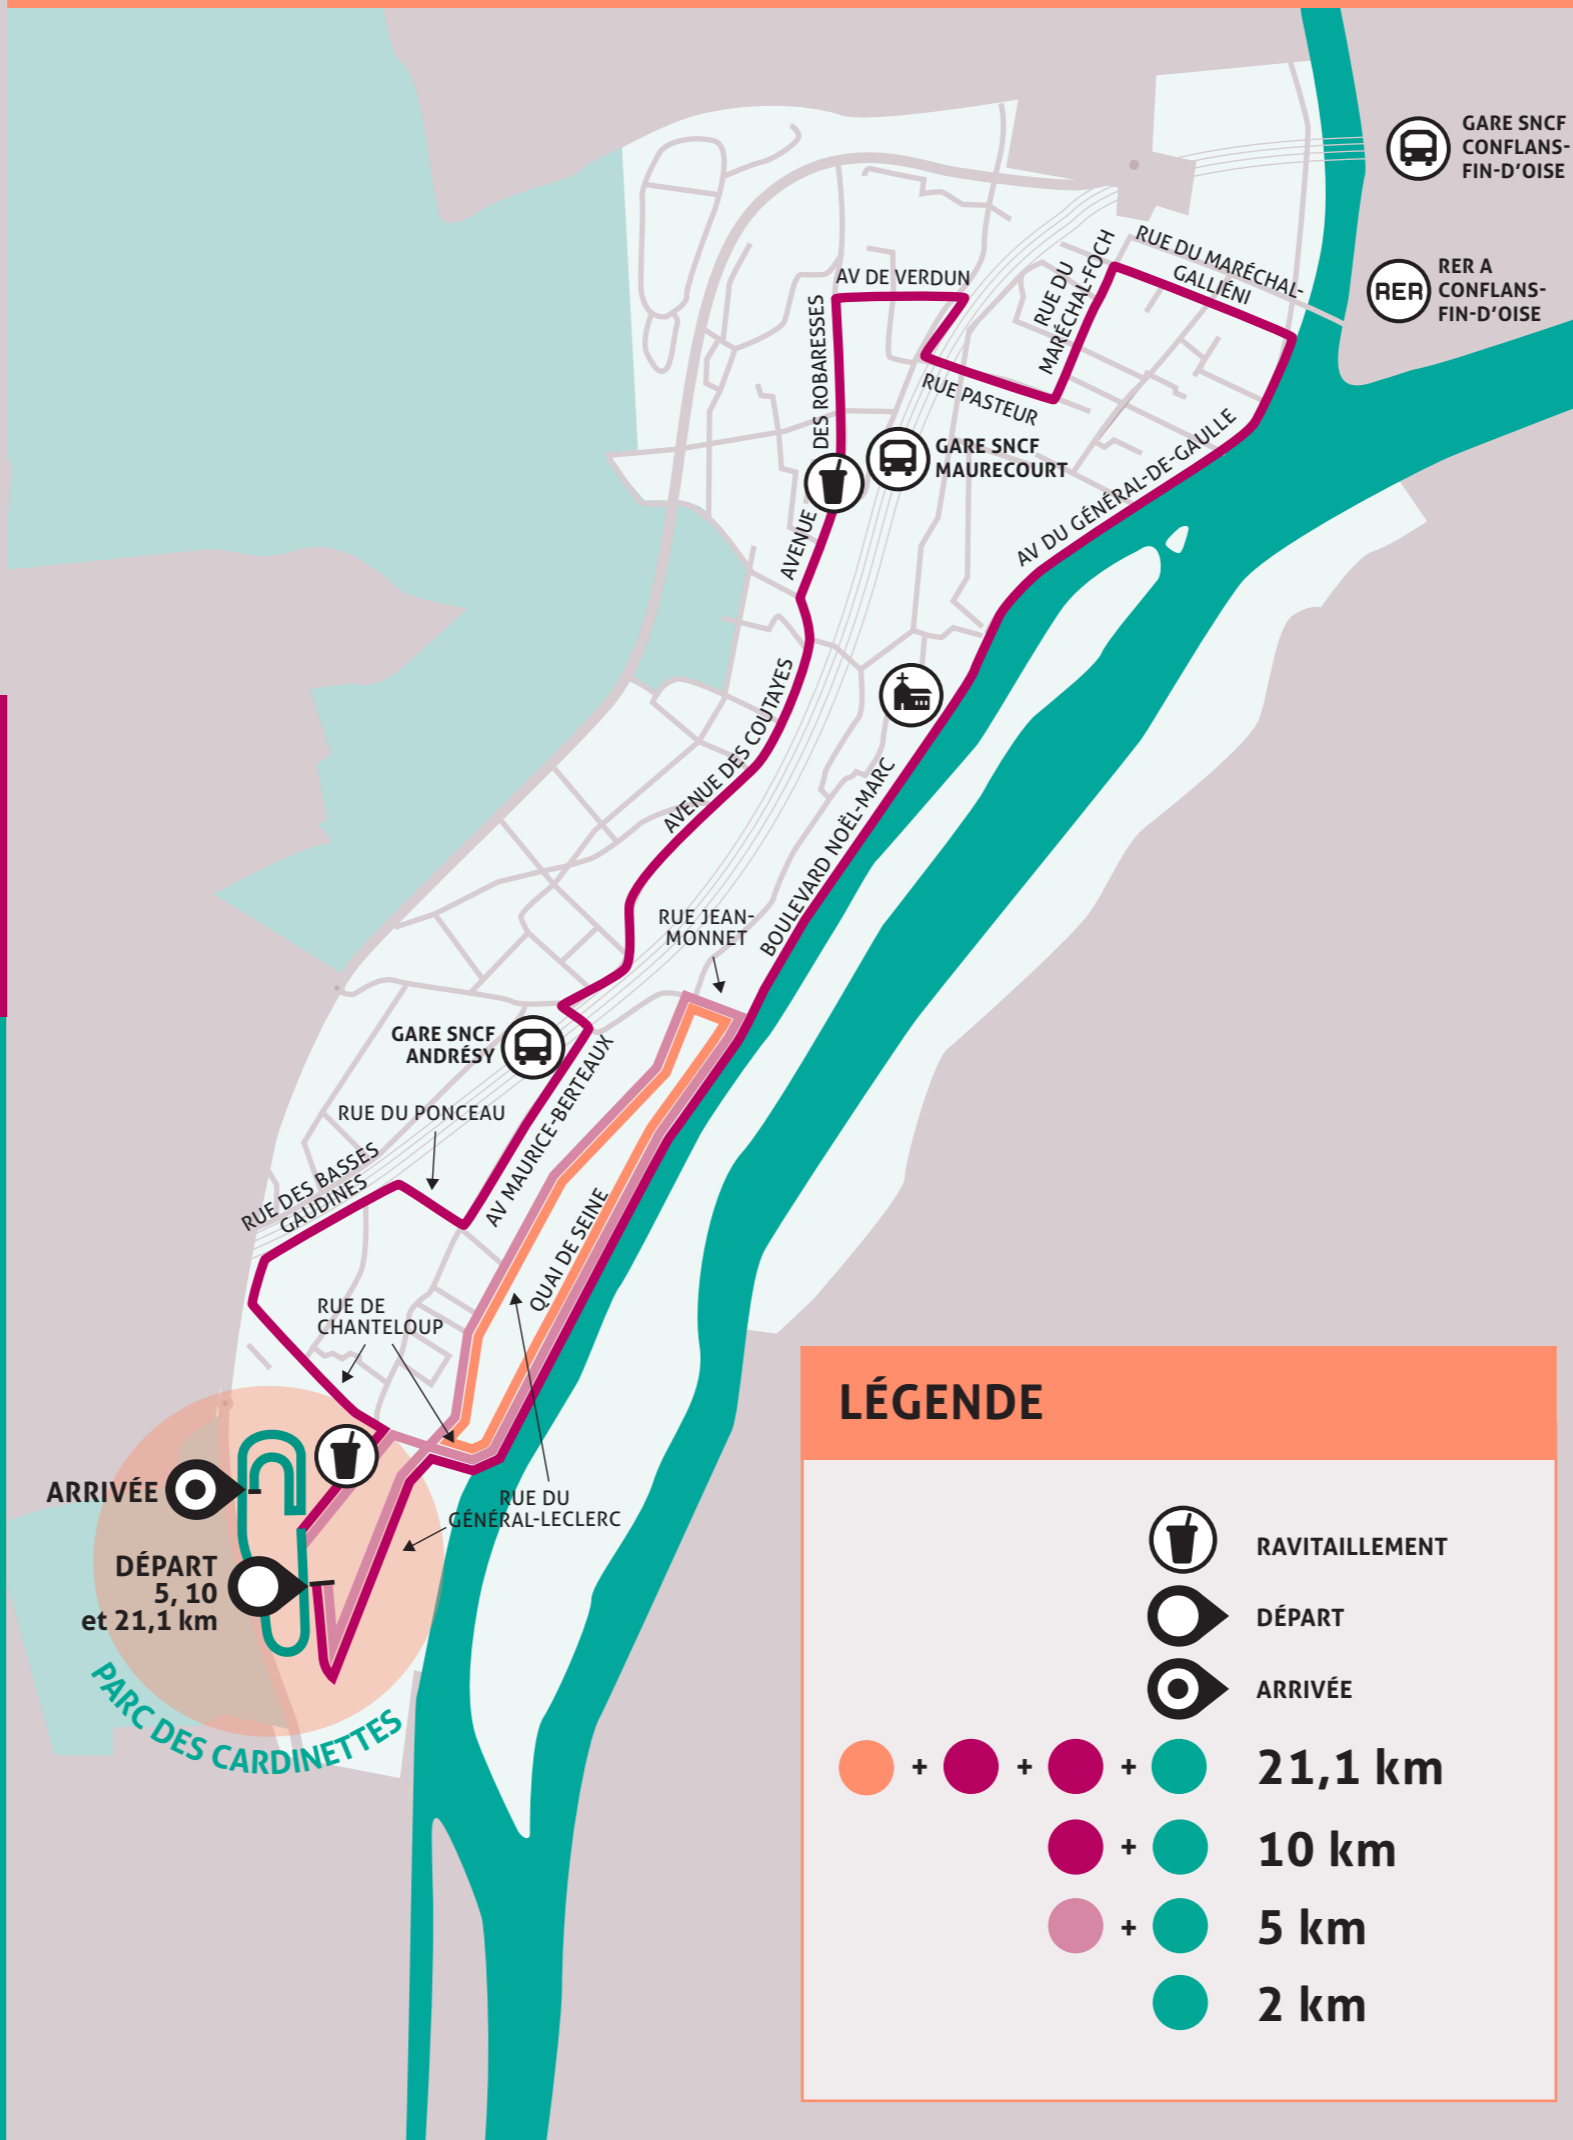 GARE SNCF
CONFLANS-
FIN-D'OISE
RER
RER A
CONFLANS-
FIN-D'OISE
RUE DU MARÉCHAL-
GALLIÉNI
RUE DU
MARÉCHAL-FOCH
AV DE VERDUN
AVENUE DES ROBARESSES
RUE PASTEUR
GARE SNCF
MAURECOURT
AV DU GÉNÉRAL-DE-GAULLE
AVENUE DES COUTAYES
BOULEVARD NOËL-MARC
RUE JEAN-
MONNET
GARE SNCF
ANDRÉSY
AV MAURICE-BERTEAUX
RUE DU PONCEAU
RUE DES BASSES
GAUDINES
QUAI DE SEINE
RUE DE
CHANTELOUP
RUE DU
GÉNÉRAL-LECLERC
ARRIVÉE
DÉPART
5, 10
et 21,1 km
PARC DES CARDINETTES
LÉGENDE
RAVITAILLEMENT
DÉPART
ARRIVÉE
+ + + 21,1 km
+ 10 km
+ 5 km
2 km